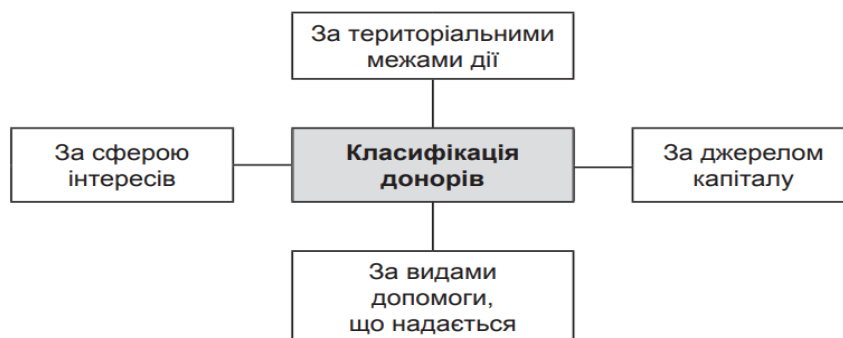 За територіальними
межами дії
За сферою
інтересів
Класифікація
донорів
За джерелом
капіталу
За видами
допомоги,
що надається